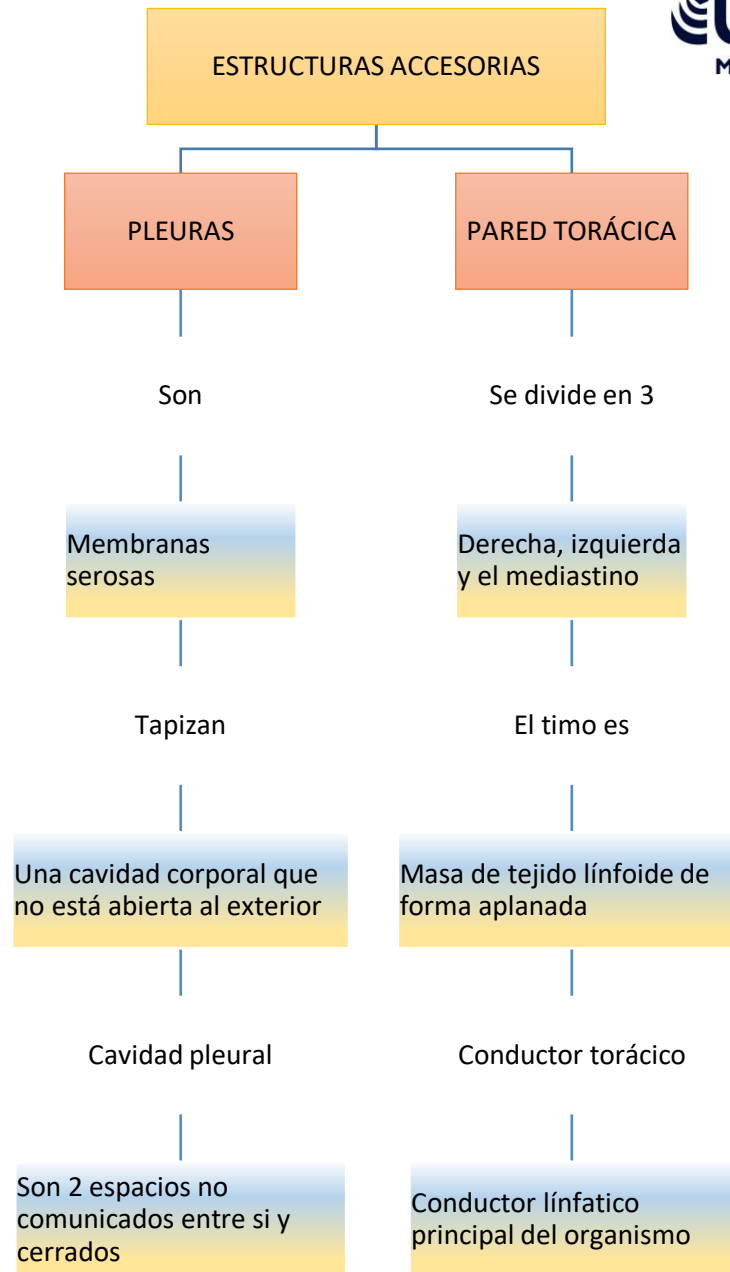 ESTRUCTURAS ACCESORIAS
PLEURAS
Son
Membranas
serosas
Tapizan
Una cavidad corporal que
no está abierta al exterior
Cavidad pleural
Son 2 espacios no
comunicados entre si y
cerrados
PARED TORÁCICA
Se divide en 3
Derecha, izquierda
y el mediastino
El timo es
Masa de tejido línfoide de
forma aplanada
Conductor torácico
Conductor línfatico
principal del organismo